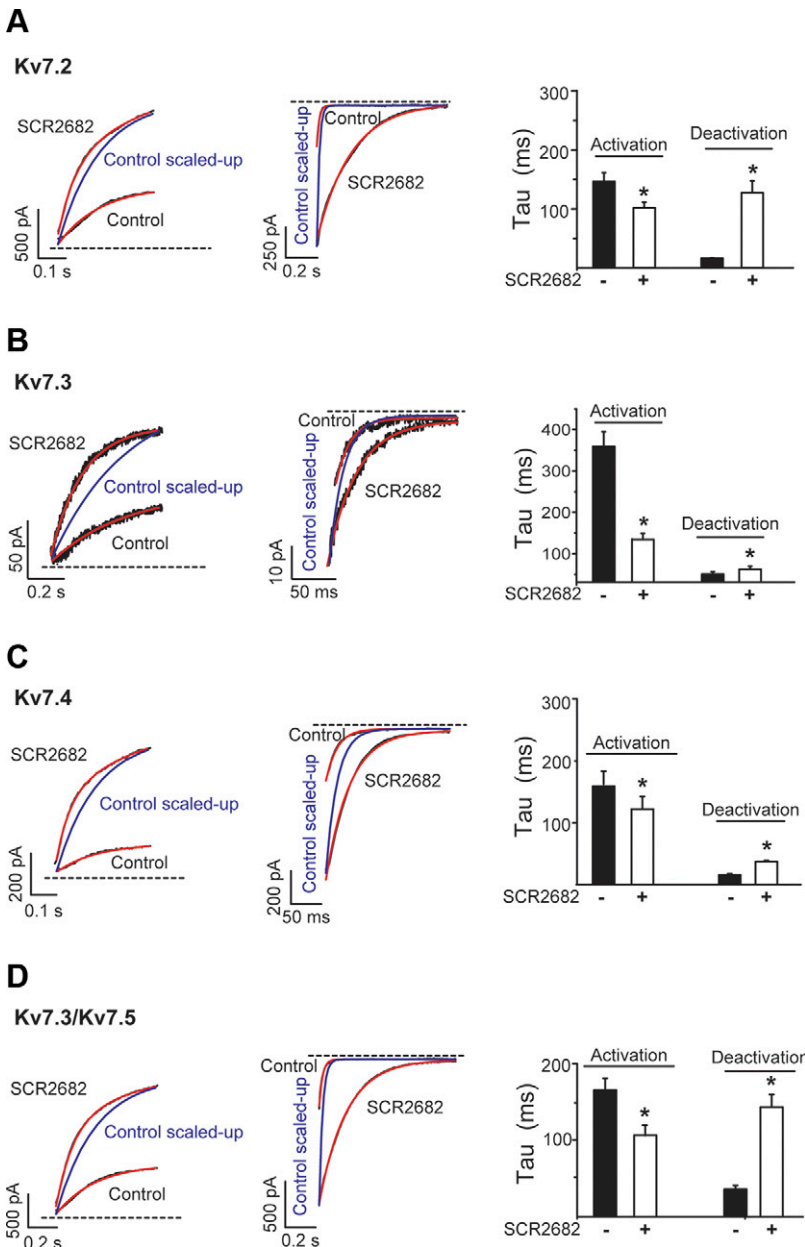 A
Kv7.2
SCR2682
Control scaled-up
Control
500 pA
0.1 s
Control scaled-up
Control
SCR2682
250 pA
0.2 s
Tau (ms)
300
200
100
Activation
Deactivation
*
*
SCR2682 - + - +
B
Kv7.3
SCR2682
Control scaled-up
Control
50 pA
0.2 s
Control scaled-up
Control
SCR2682
10 pA
50 ms
Tau (ms)
400
300
200
100
Activation
Deactivation
*
*
SCR2682 - + - +
C
Kv7.4
SCR2682
Control scaled-up
Control
200 pA
0.1 s
Control scaled-up
Control
SCR2682
200 pA
50 ms
Tau (ms)
300
200
100
Activation
Deactivation
*
*
SCR2682 - + - +
D
Kv7.3/Kv7.5
SCR2682
Control scaled-up
Control
500 pA
0.2 s
Control scaled-up
Control
SCR2682
500 pA
0.2 s
Tau (ms)
200
100
Activation
Deactivation
*
*
SCR2682 - + - +